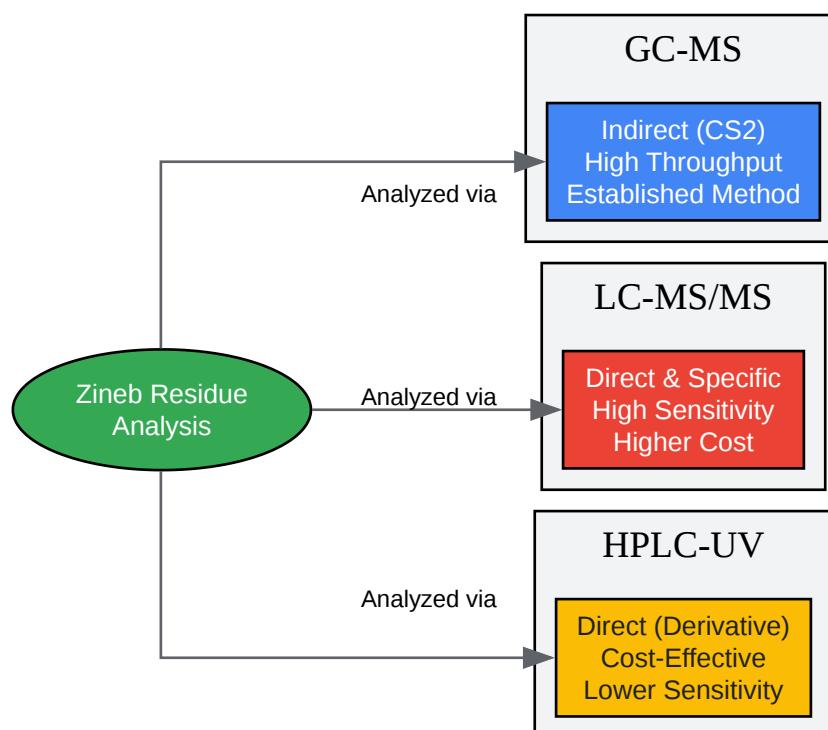 GC-MS
Indirect (CS2)
High Throughput
Established Method
Analyzed via
LC-MS/MS
Direct & Specific
High Sensitivity
Higher Cost
Zineb Residue
Analysis
Analyzed via
HPLC-UV
Direct (Derivative)
Cost-Effective
Lower Sensitivity
Analyzed via